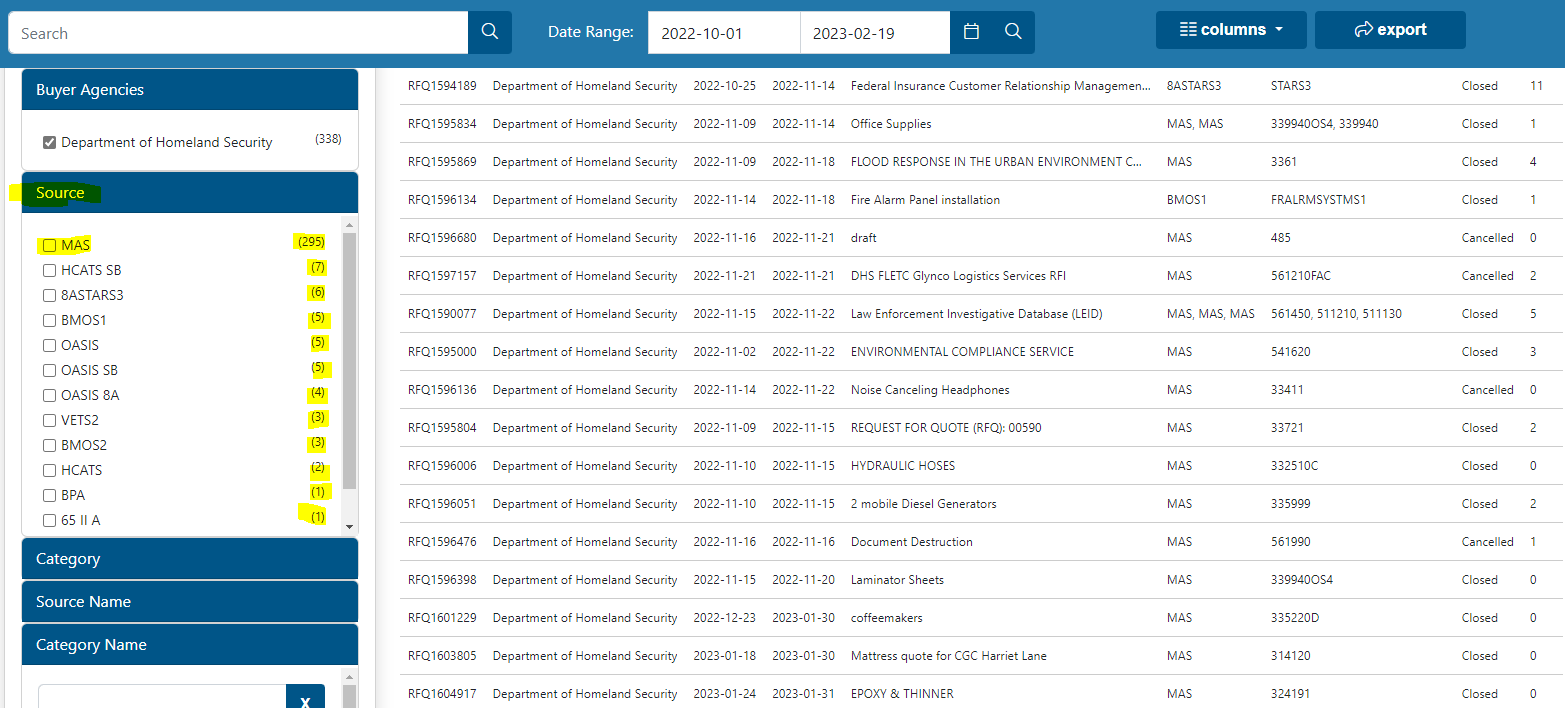 Search Date Range: 2022-10-01 2023-02-19 columns export
Buyer Agencies
Department of Homeland Security (338)
Source
MAS (295)
HCATS SB (7)
8ASTARS3 (6)
BMOS1 (5)
OASIS (5)
OASIS SB (5)
OASIS 8A (4)
VETS2 (3)
BMOS2 (3)
HCATS (2)
BPA (1)
65 II A (1)
Category
Source Name
Category Name
X
RFQ1594189 Department of Homeland Security 2022-10-25 2022-11-14 Federal Insurance Customer Relationship Managemen... 8ASTARS3 STARS3 Closed 11
RFQ1595834 Department of Homeland Security 2022-11-09 2022-11-14 Office Supplies MAS, MAS 339940OS4, 339940 Closed 1
RFQ1595869 Department of Homeland Security 2022-11-09 2022-11-18 FLOOD RESPONSE IN THE URBAN ENVIRONMENT C... MAS 3361 Closed 4
RFQ1596134 Department of Homeland Security 2022-11-14 2022-11-18 Fire Alarm Panel installation BMOS1 FRALRMSYSTMS1 Closed 1
RFQ1596680 Department of Homeland Security 2022-11-16 2022-11-21 draft MAS 485 Cancelled 0
RFQ1597157 Department of Homeland Security 2022-11-21 2022-11-21 DHS FLETC Glynco Logistics Services RFI MAS 561210FAC Cancelled 2
RFQ1590077 Department of Homeland Security 2022-11-15 2022-11-22 Law Enforcement Investigative Database (LEID) MAS, MAS, MAS 561450, 511210, 511130 Closed 5
RFQ1595000 Department of Homeland Security 2022-11-02 2022-11-22 ENVIRONMENTAL COMPLIANCE SERVICE MAS 541620 Closed 3
RFQ1596136 Department of Homeland Security 2022-11-14 2022-11-22 Noise Canceling Headphones MAS 33411 Cancelled 0
RFQ1595804 Department of Homeland Security 2022-11-09 2022-11-15 REQUEST FOR QUOTE (RFQ): 00590 MAS 33721 Closed 2
RFQ1596006 Department of Homeland Security 2022-11-10 2022-11-15 HYDRAULIC HOSES MAS 332510C Closed 0
RFQ1596051 Department of Homeland Security 2022-11-10 2022-11-15 2 mobile Diesel Generators MAS 335999 Closed 2
RFQ1596476 Department of Homeland Security 2022-11-16 2022-11-16 Document Destruction MAS 561990 Cancelled 1
RFQ1596398 Department of Homeland Security 2022-11-15 2022-11-20 Laminator Sheets MAS 339940OS4 Closed 0
RFQ1601229 Department of Homeland Security 2022-12-23 2023-01-30 coffeemakers MAS 335220D Closed 0
RFQ1603805 Department of Homeland Security 2023-01-18 2023-01-30 Mattress quote for CGC Harriet Lane MAS 314120 Closed 0
RFQ1604917 Department of Homeland Security 2023-01-24 2023-01-31 EPOXY & THINNER MAS 324191 Closed 0